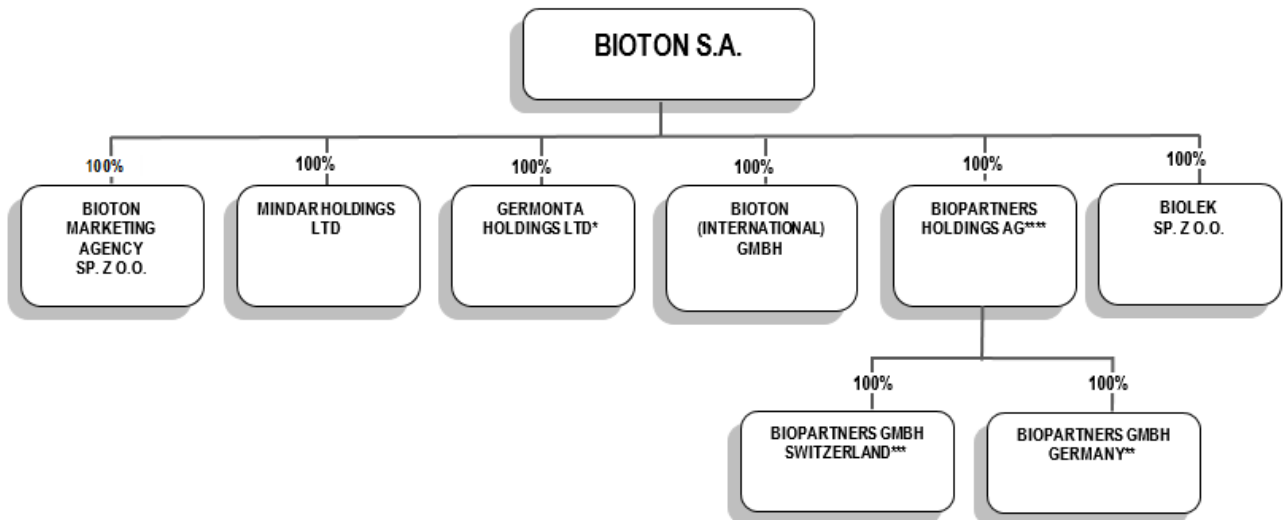 BIOTON S.A.
100%
100%
100%
100%
100%
100%
BIOTON
MARKETING
AGENCY
SP. Z O.O.
MINDAR HOLDINGS
LTD
GERMONTA
HOLDINGS LTD*
BIOTON
(INTERNATIONAL)
GMBH
BIOPARTNERS
HOLDINGS AG****
BIOLEK
SP. Z O.O.
100%
100%
BIOPARTNERS GMBH
SWITZERLAND***
BIOPARTNERS GMBH
GERMANY**